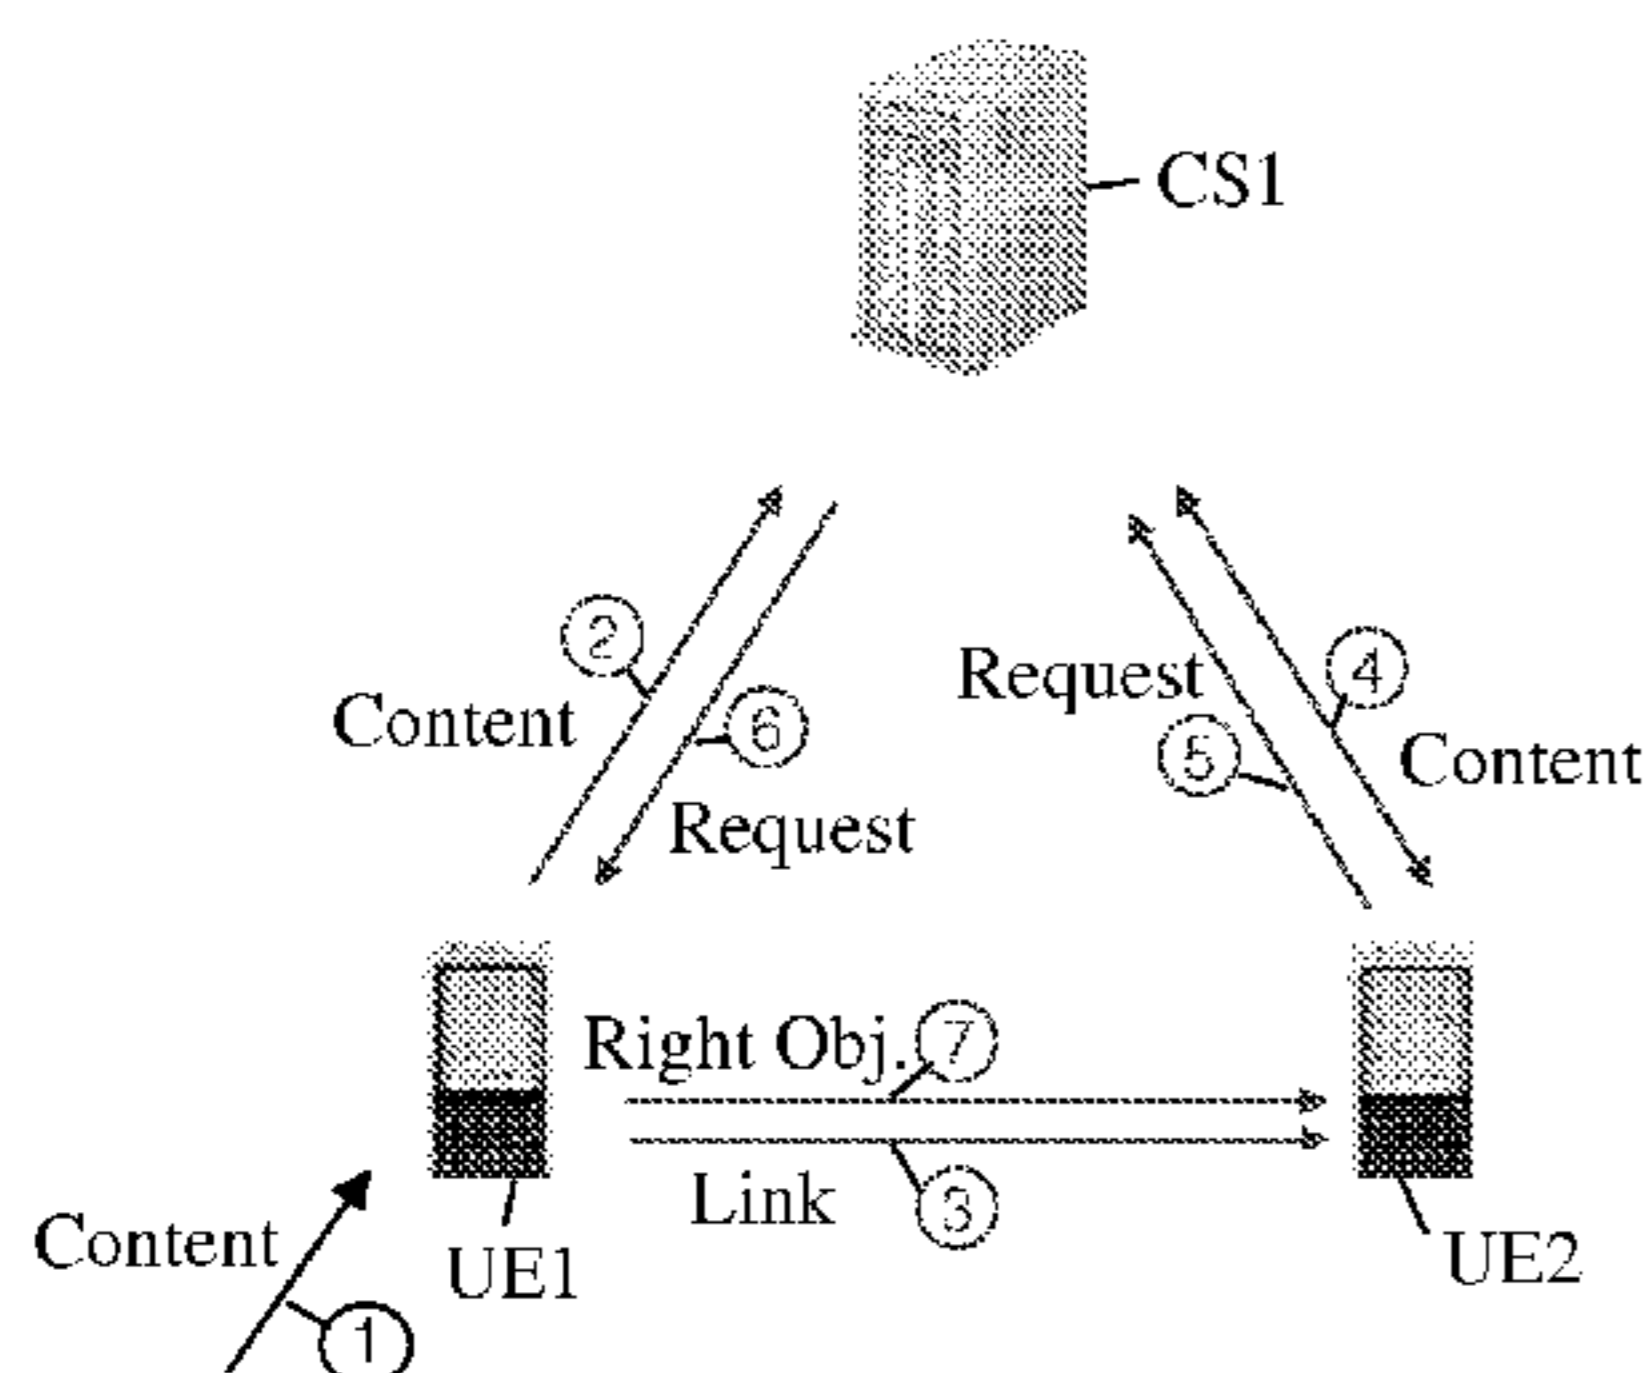 CS1
2
Content
6
Request
Request
5
4
Content
Right Obj.
7
Link
3
Content
1
UE1
UE2